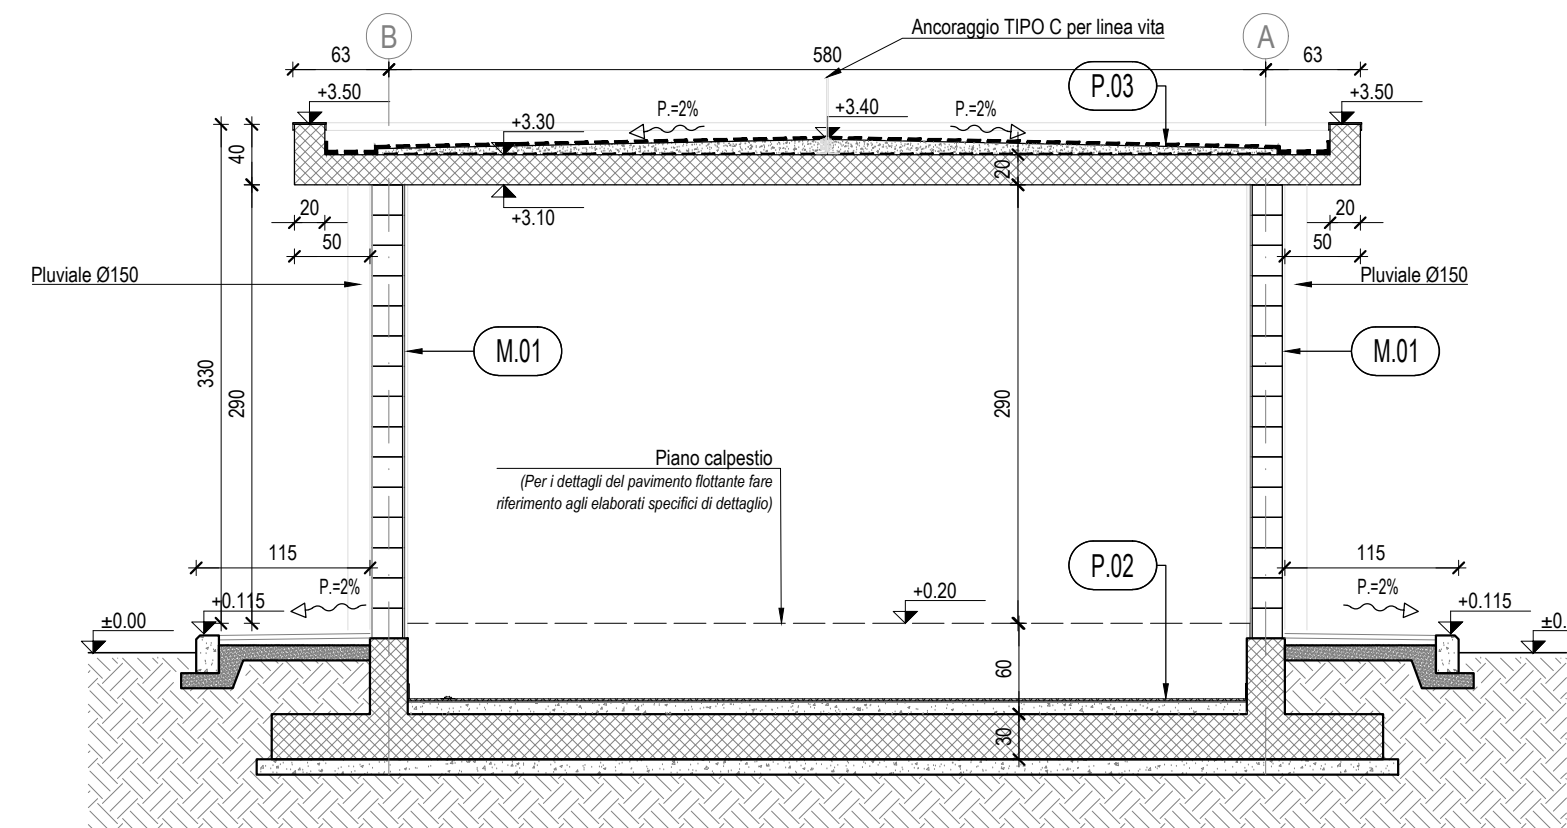 Ancoraggio TIPO C per linea vita
B
A
63
580
63
P.03
+3.50
P.=2%
+3.40
P.=2%
+3.50
+3.30
40
20
+3.10
20
20
50
50
Pluviale Ø150
Pluviale Ø150
M.01
M.01
330
290
290
Piano calpestio
(Per i dettagli del pavimento flottante fare
riferimento agli elaborati specifici di dettaglio)
115
P.02
115
P.=2%
P.=2%
+0.115
+0.20
+0.115
±0.00
±0.
60
30